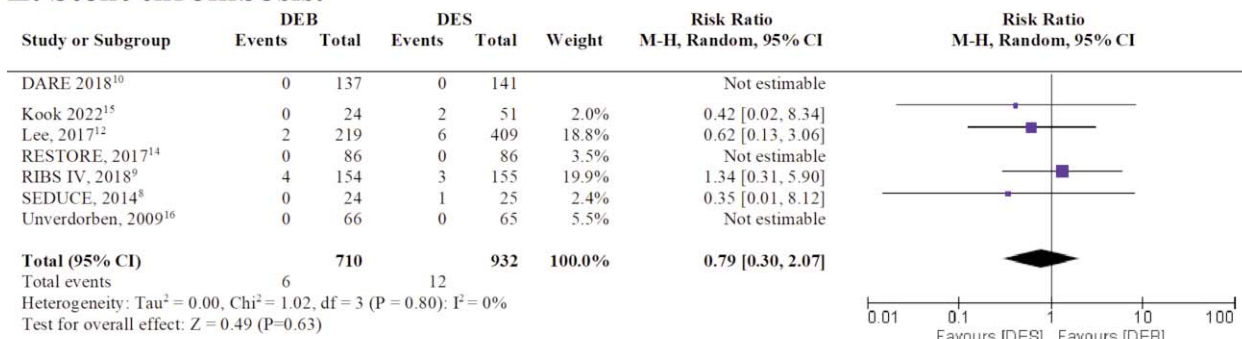 DEB DES Risk Ratio Risk Ratio
Study or Subgroup Events Total Events Total Weight M-H, Random, 95% CI M-H, Random, 95% CI
DARE 2018¹⁰ 0 137 0 141 Not estimable
Kook 2022¹⁵ 0 24 2 51 2.0% 0.42 [0.02, 8.34]
Lee, 2017¹² 2 219 6 409 18.8% 0.62 [0.13, 3.06]
RESTORE, 2017¹⁴ 0 86 0 86 3.5% Not estimable
RIBS IV, 2018⁹ 4 154 3 155 19.9% 1.34 [0.31, 5.90]
SEDUCE, 2014⁸ 0 24 1 25 2.4% 0.35 [0.01, 8.12]
Unverdorben, 2009¹⁶ 0 66 0 65 5.5% Not estimable
Total (95% CI) 710 932 100.0% 0.79 [0.30, 2.07]
Total events 6 12
Heterogeneity: Tau² = 0.00, Chi² = 1.02, df = 3 (P = 0.80): I² = 0%
Test for overall effect: Z = 0.49 (P=0.63)
0.01 0.1 1 10 100
Favours [DES] Favours [DEB]